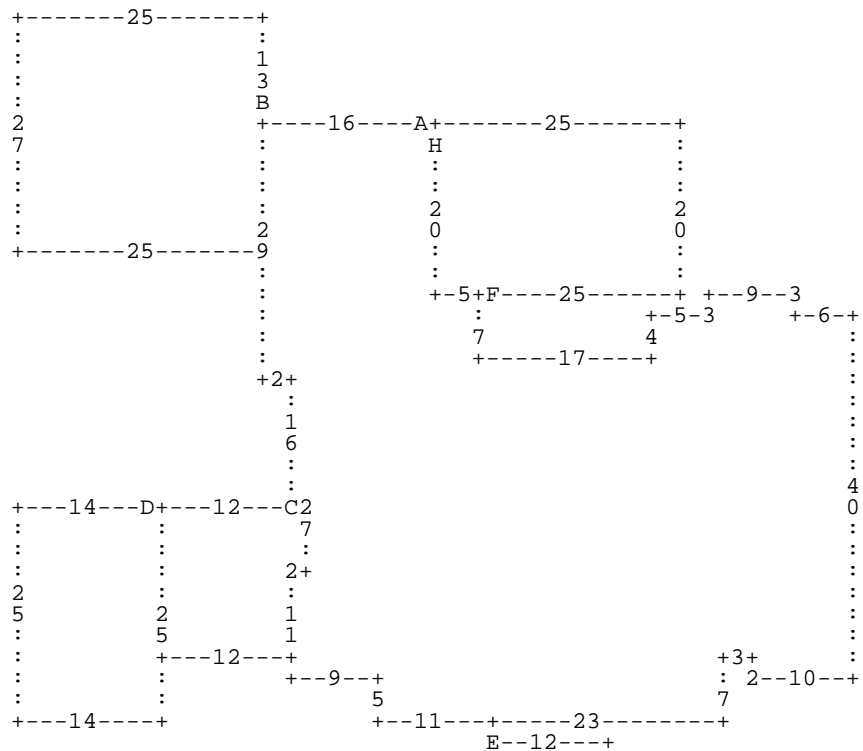 +-------25-------+
:                :
:                1
:                3
:                B
2                +----16----A+-------25-------+
7                :           H                :
:                :           :                :
:                :           :                :
:                :           2                2
:                2           0                0
+-------25-------9           :                :
                 :           :                :
                 :           +-5+F----25------+ +--9--3
                 :              :           +-5-3     +-6-+
                 :              7           4             :
                 :              +-----17----+             :
                 +2+                                      :
                   :                                      :
                   1                                      :
                   6                                      :
                   :                                      :
                   :                                      4
+---14---D+---12---C2                                     0
:         :         7                                     :
:         :         :                                     :
:         :        2+                                     :
2         :        :                                      :
5         2        1                                      :
:         5        1                                      :
:         +---12---+                             +3+      :
:         :        +--9--+                       : 2--10--+
:         :              5                       7
+---14----+              +--11---+------23-------+
                                 E--12---+